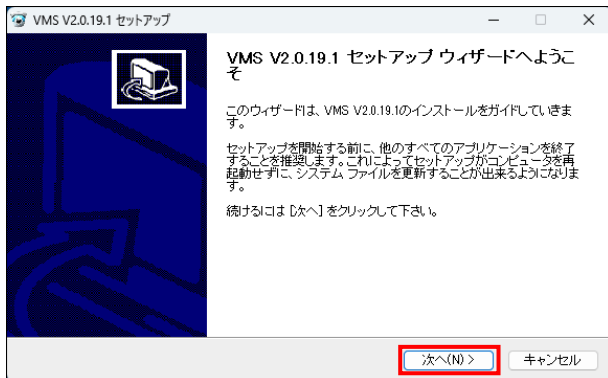 VMS V2.0.19.1 セットアップ
VMS V2.0.19.1 セットアップ ウィザードへようこ
そ
このウィザードは、VMS V2.0.19.1のインストールをガイドしていきま
す。
セットアップを開始する前に、他のすべてのアプリケーションを終了
することを推奨します。これによってセットアップがコンピュータを再
起動せずに、システム ファイルを更新することが出来るようになりま
す。
続けるには [次へ] をクリックして下さい。
次へ(N) >
キャンセル